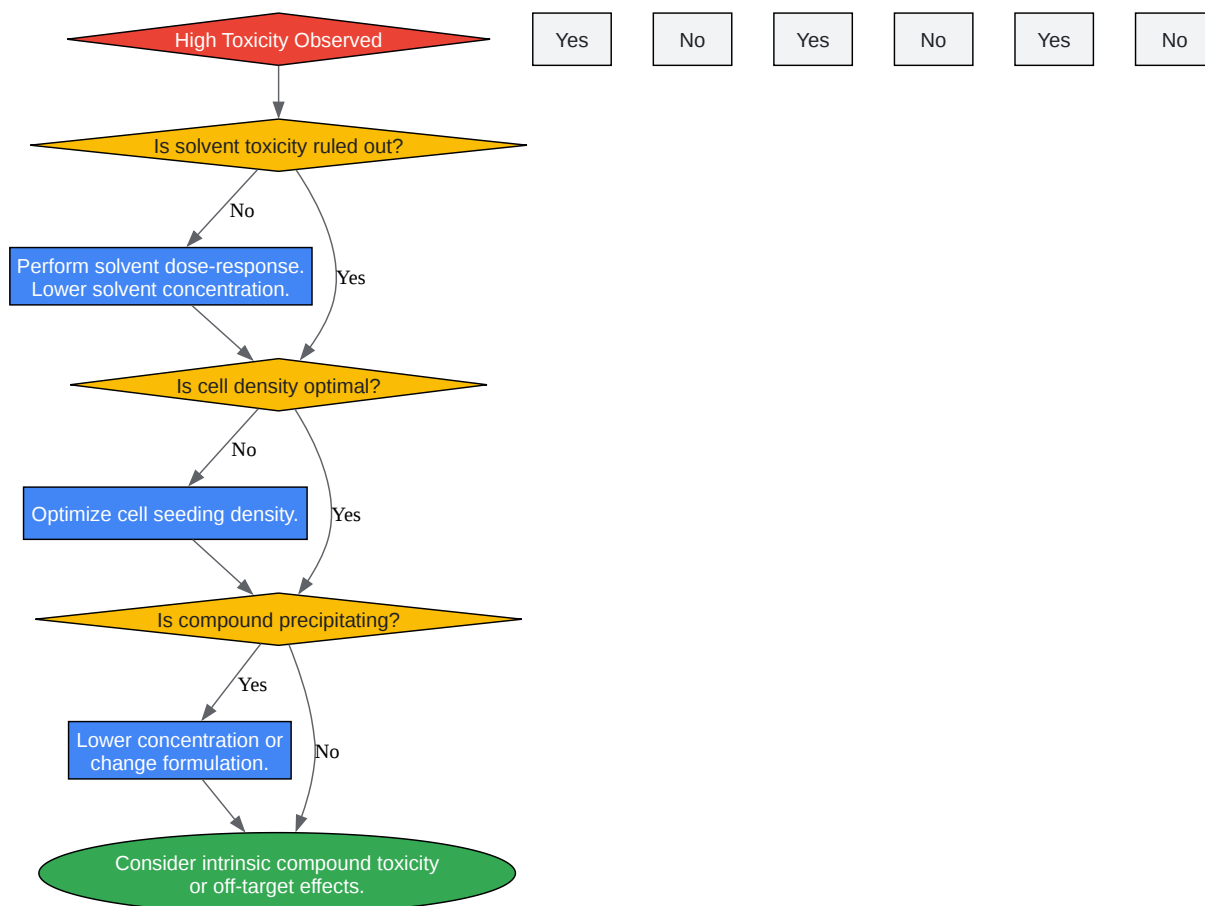 High Toxicity Observed
Yes
No
Yes
No
Yes
No
Is solvent toxicity ruled out?
No
Perform solvent dose-response.
Lower solvent concentration.
Yes
Is cell density optimal?
No
Optimize cell seeding density.
Yes
Is compound precipitating?
Yes
Lower concentration or
change formulation.
No
Consider intrinsic compound toxicity
or off-target effects.